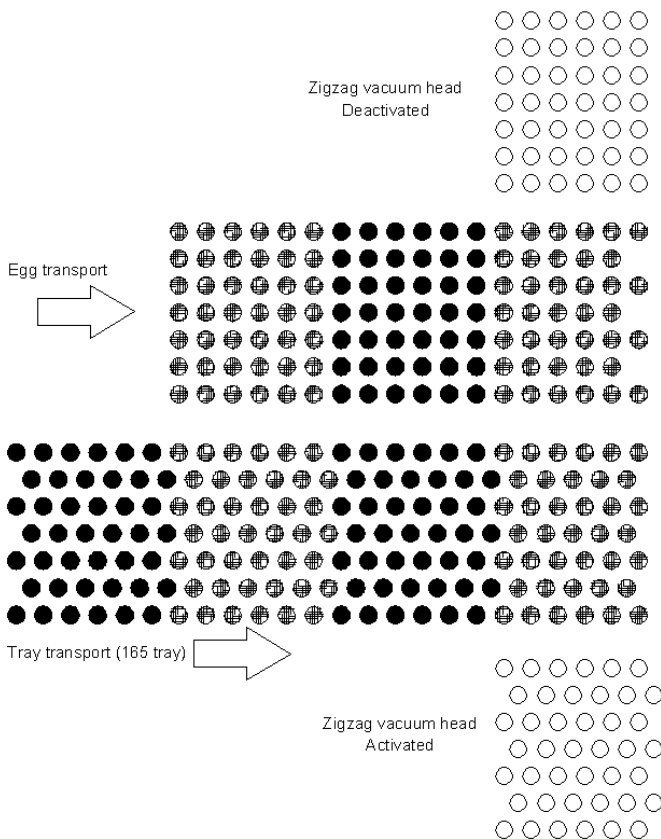 Zigzag vacuum head
Deactivated
Egg transport
Tray transport (165 tray)
Zigzag vacuum head
Activated